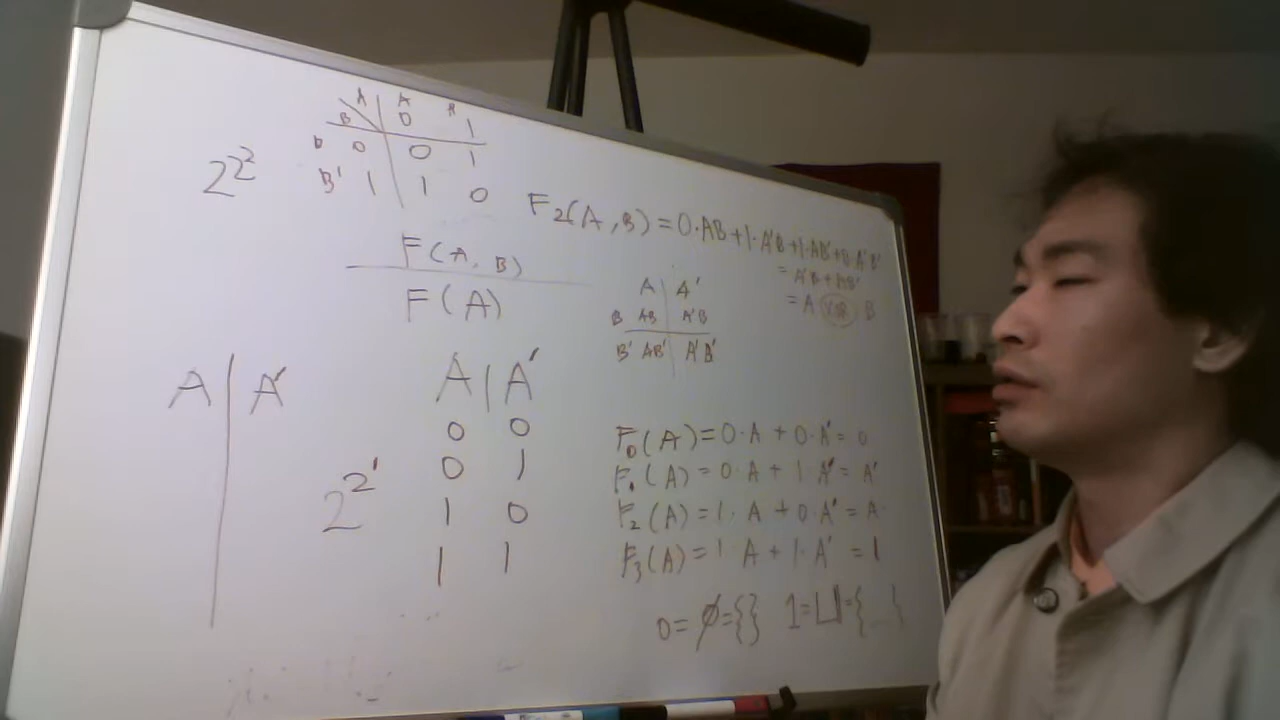 A | A A
B 0 1
B 0 0 1
B' 1 1 0
2^2^2
F2(A,B) = 0·AB+1·A'B+1·AB'+0·A'B'
= A'B+AB'
= A XOR B
F(A,B)
F(A)
A | A'
B AB | A'B
B' AB' | A'B'
A | A'
A | A'
0 0
0 1
1 0
1 1
2^2^1
F0(A)=0·A+0·A'=0
F1(A)=0·A+1·A'=A'
F2(A)=1·A+0·A'=A
F3(A)=1·A+1·A'=1
0=∅={} 1=⊔={_}